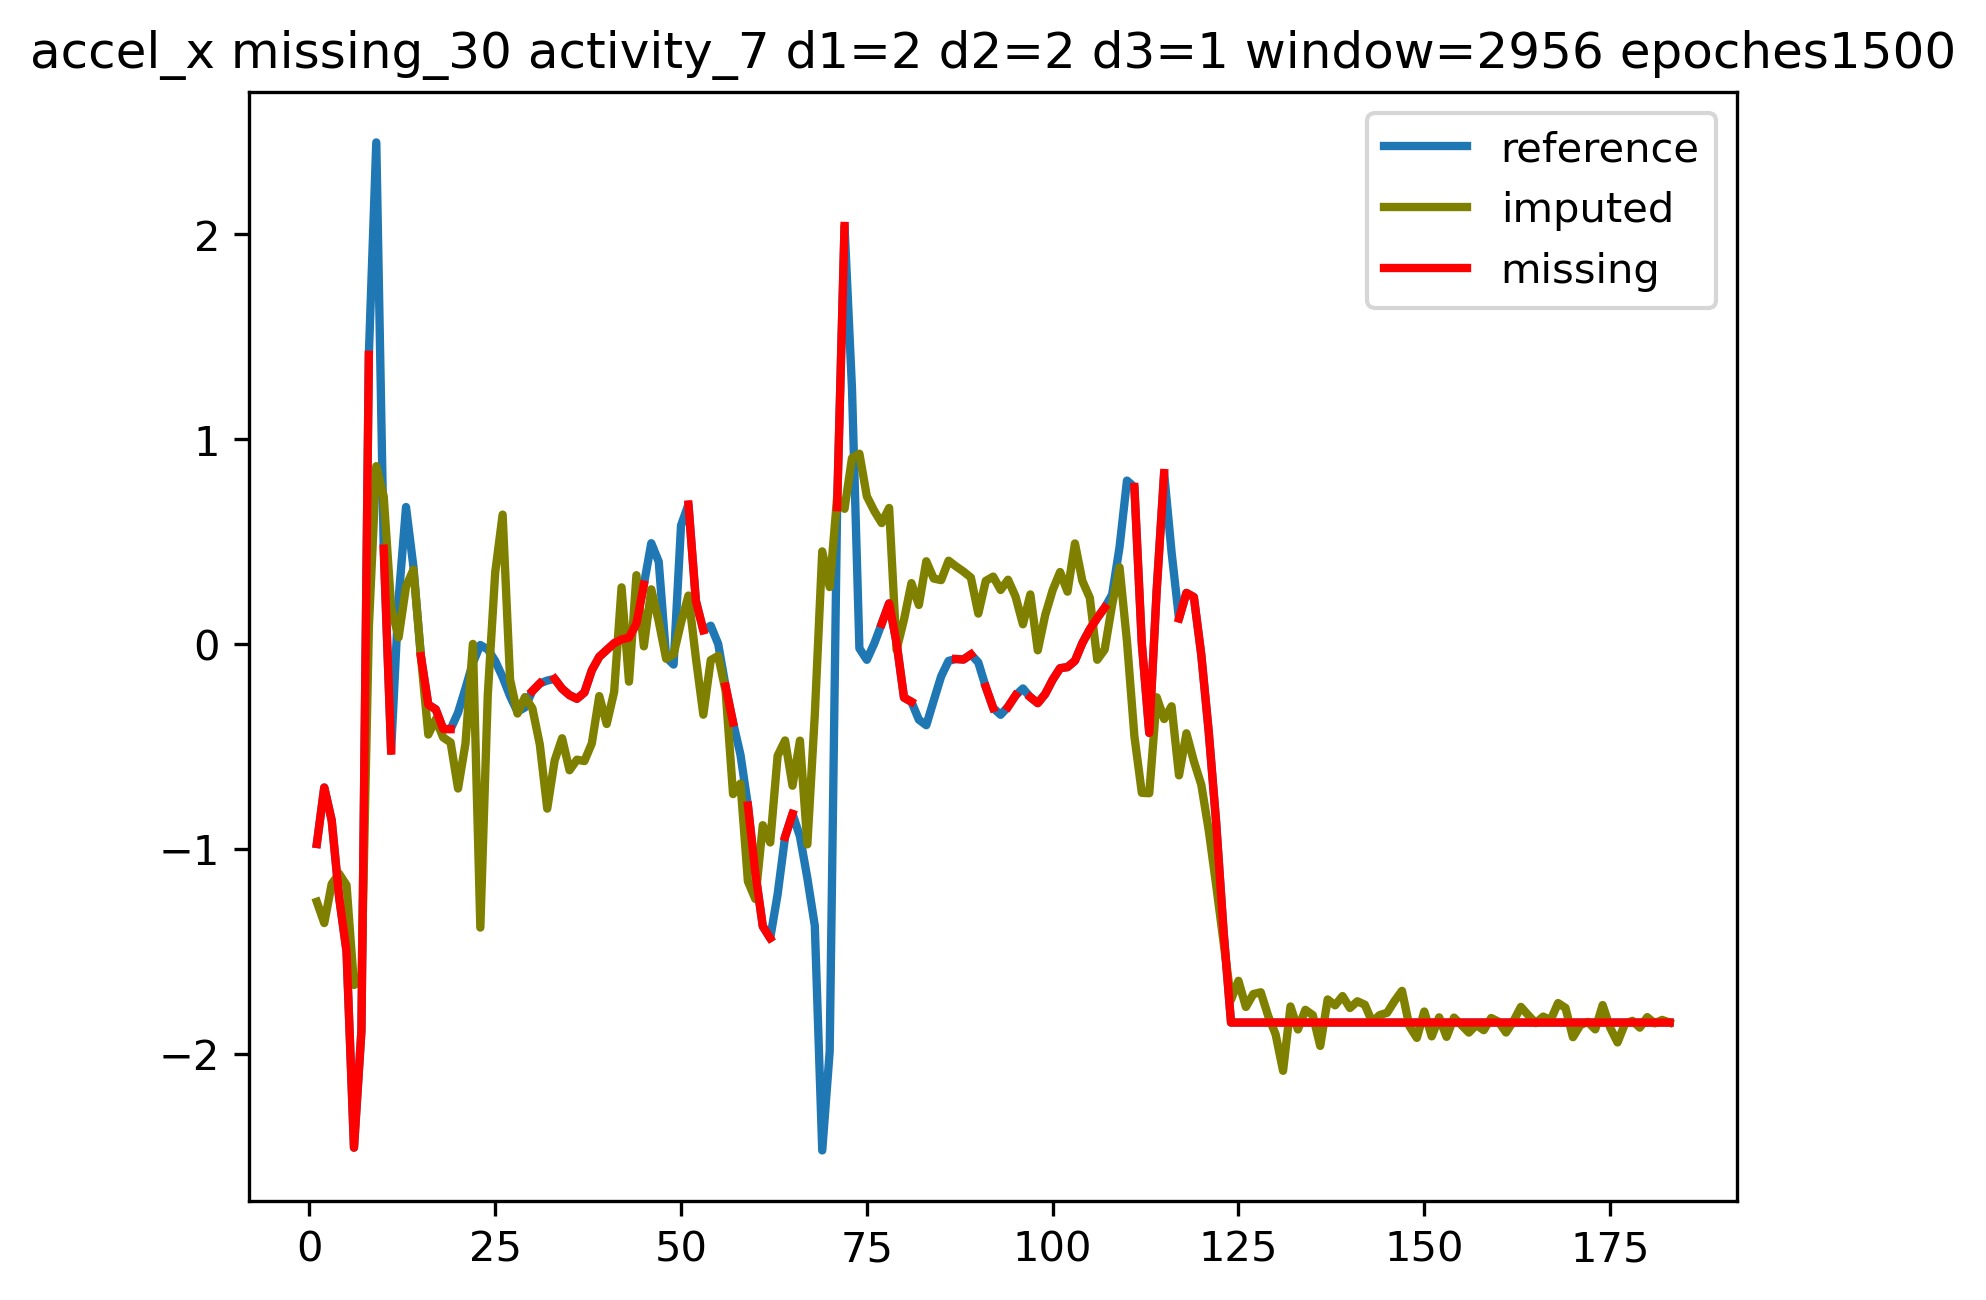 accel_x missing_30 activity_7 d1=2 d2=2 d3=1 window=2956 epoches1500
reference
imputed
missing
2
1
0
−1
−2
0 25 50 75 100 125 150 175